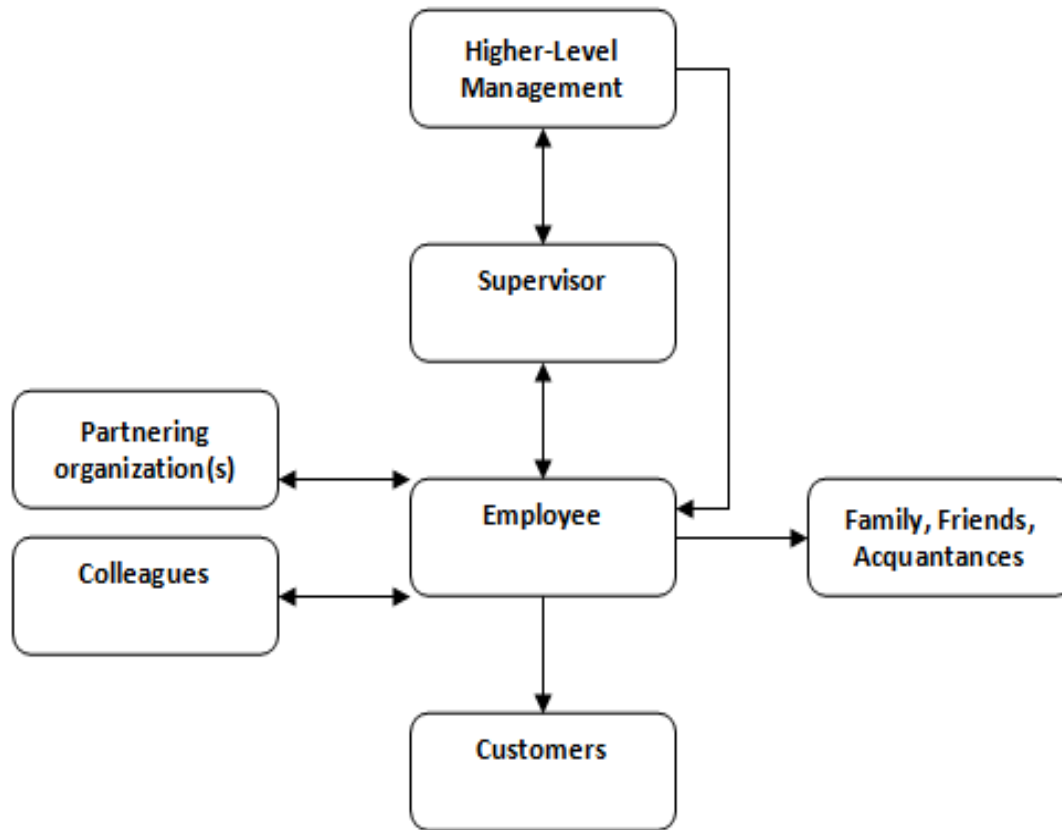 Higher-Level
Management
Supervisor
Partnering
organization(s)
Employee
Family, Friends,
Acquantances
Colleagues
Customers